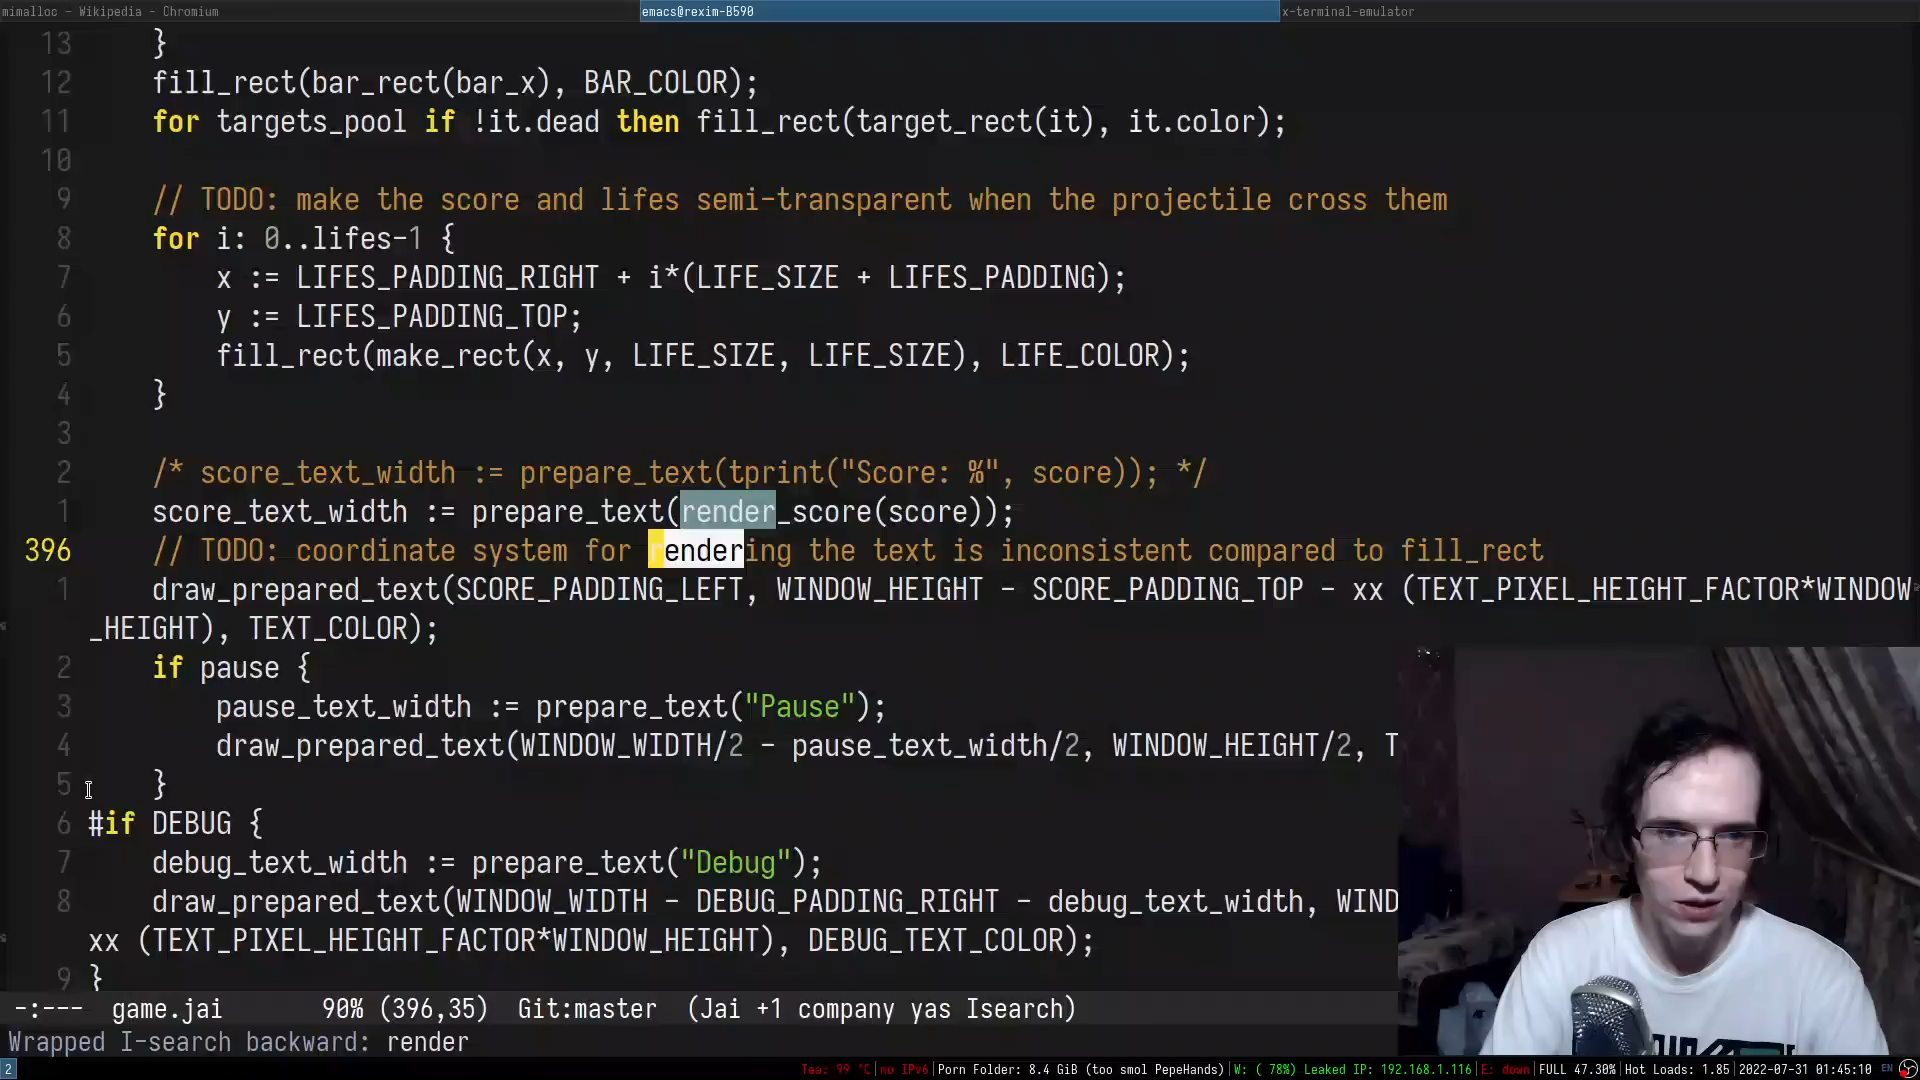 mimalloc - Wikipedia - Chromium emacs@rexim-B590 x-terminal-emulator
13     }
12     fill_rect(bar_rect(bar_x), BAR_COLOR);
11     for targets_pool if !it.dead then fill_rect(target_rect(it), it.color);
10
9     // TODO: make the score and lifes semi-transparent when the projectile cross them
8     for i: 0..lifes-1 {
7         x := LIFES_PADDING_RIGHT + i*(LIFE_SIZE + LIFES_PADDING);
6         y := LIFES_PADDING_TOP;
5         fill_rect(make_rect(x, y, LIFE_SIZE, LIFE_SIZE), LIFE_COLOR);
4     }
3
2     /* score_text_width := prepare_text(tprint("Score: %", score)); */
1     score_text_width := prepare_text(render_score(score));
396     // TODO: coordinate system for rendering the text is inconsistent compared to fill_rect
1     draw_prepared_text(SCORE_PADDING_LEFT, WINDOW_HEIGHT - SCORE_PADDING_TOP - xx (TEXT_PIXEL_HEIGHT_FACTOR*WINDOW
_HEIGHT), TEXT_COLOR);
2     if pause {
3         pause_text_width := prepare_text("Pause");
4         draw_prepared_text(WINDOW_WIDTH/2 - pause_text_width/2, WINDOW_HEIGHT/2, T
5     }
6 #if DEBUG {
7     debug_text_width := prepare_text("Debug");
8     draw_prepared_text(WINDOW_WIDTH - DEBUG_PADDING_RIGHT - debug_text_width, WIND
xx (TEXT_PIXEL_HEIGHT_FACTOR*WINDOW_HEIGHT), DEBUG_TEXT_COLOR);
9 }
-:--- game.jai 90% (396,35) Git:master (Jai +1 company yas Isearch)
Wrapped I-search backward: render
2 Tea: 99 °C|no IPv6|Porn Folder: 8.4 GiB (too smol PepeHands)|W: ( 78%) Leaked IP: 192.168.1.116|E: down|FULL 47.30%|Hot Loads: 1.85|2022-07-31 01:45:10 EN